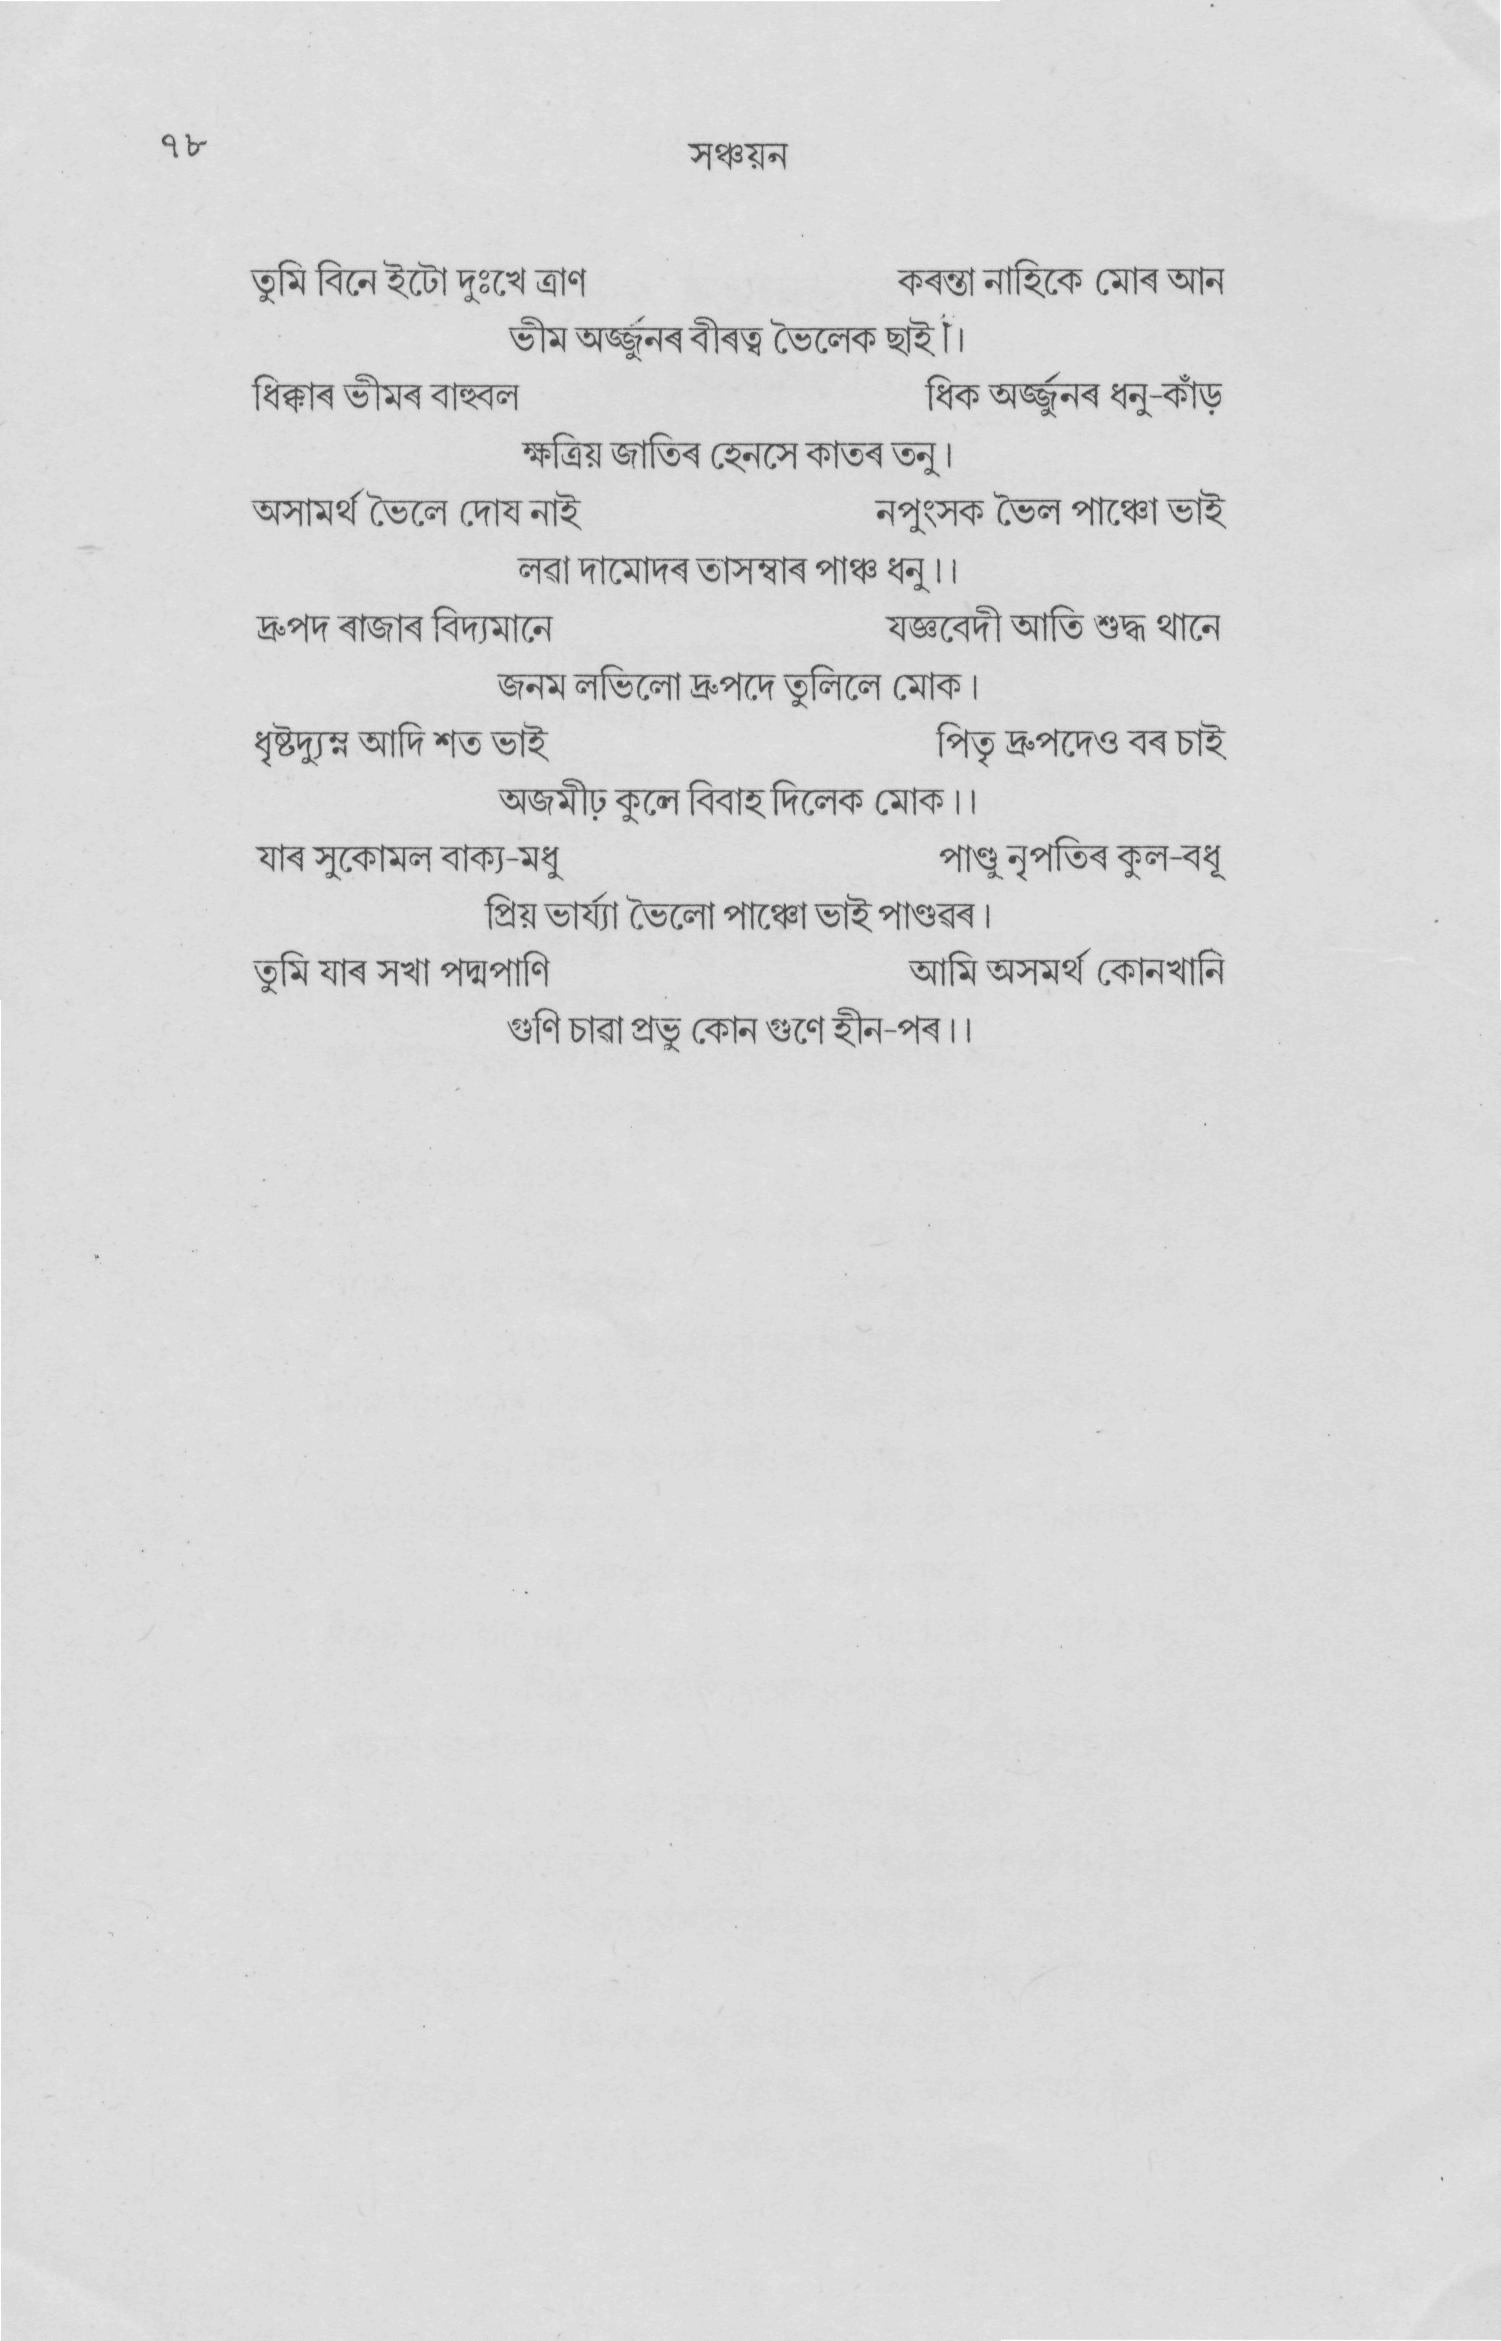 ৭৮ সঞ্চয়ন
তুমি বিনে ইটো দুঃখে ত্ৰাণ কৰন্তা নাহিকে মোৰ আন
ভীম অৰ্জ্জুনৰ বীৰত্ব ভৈলেক ছাই।।
ধিক্কাৰ ভীমৰ বাহুবল ধিক অৰ্জ্জুনৰ ধনু-কাঁড়
ক্ষত্ৰিয় জাতিৰ হেনসে কাতৰ তনু।
অসামৰ্থ ভৈলে দোষ নাই নপুংসক ভৈল পাঞ্চো ভাই
লৱা দামোদৰ তাসম্বাৰ পাঞ্চ ধনু।।
দ্ৰুপদ ৰাজাৰ বিদ্যমানে যজ্ঞবেদী আতি শুদ্ধ থানে
জনম লভিলো দ্ৰুপদে তুলিলে মোক।
ধৃষ্টদ্যুম্ন আদি শত ভাই পিতৃ দ্ৰুপদেও বৰ চাই
অজমীঢ় কুলে বিবাহ দিলেক মোক।।
যাৰ সুকোমল বাক্য-মধু পাণ্ডু নৃপতিৰ কুল-বধূ
প্ৰিয় ভাৰ্য্যা ভৈলো পাঞ্চো ভাই পাণ্ডৱৰ।
তুমি যাৰ সখা পদ্মপাণি আমি অসমৰ্থ কোনখানি
গুণি চাৱা প্ৰভু কোন গুণে হীন-পৰ।।